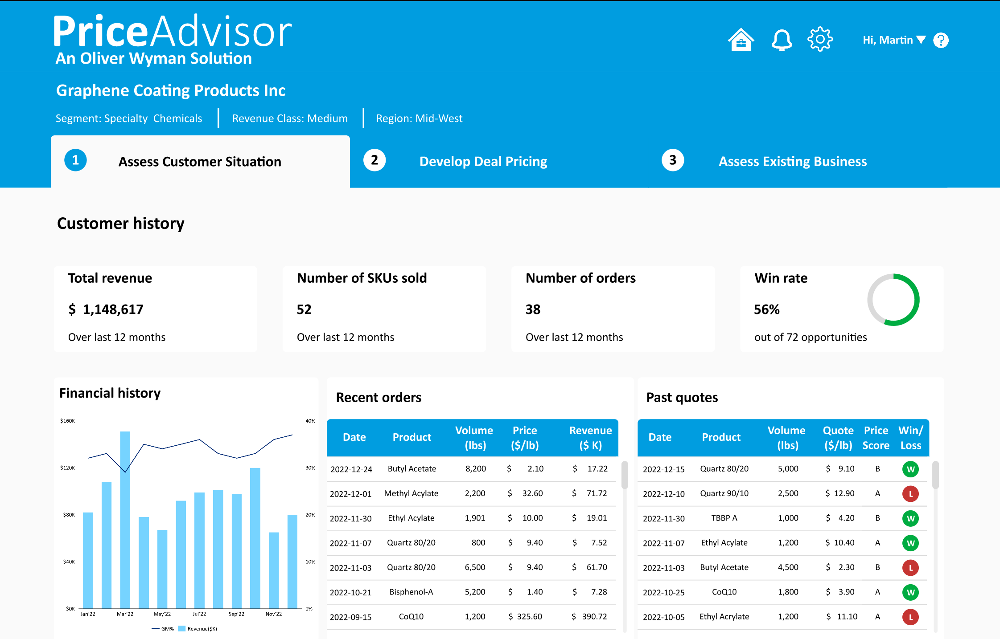 PriceAdvisor
An Oliver Wyman Solution
Hi, Martin ?
Graphene Coating Products Inc
Segment: Specialty Chemicals Revenue Class: Medium Region: Mid-West
1 Assess Customer Situation 2 Develop Deal Pricing 3 Assess Existing Business
Customer history
Total revenue
$ 1,148,617
Over last 12 months
Number of SKUs sold
52
Over last 12 months
Number of orders
38
Over last 12 months
Win rate
56%
out of 72 opportunities
Financial history
$160K 40%
$120K 30%
$80K 20%
$40K 10%
$0K 0%
Jan'22 Mar'22 May'22 Jul'22 Sep'22 Nov'22
GM% Revenue($K)
Recent orders
Date Product Volume (lbs) Price ($/lb) Revenue ($ K)
2022-12-24 Butyl Acetate 8,200 $ 2.10 $ 17.22
2022-12-01 Methyl Acylate 2,200 $ 32.60 $ 71.72
2022-11-30 Ethyl Acylate 1,901 $ 10.00 $ 19.01
2022-11-07 Quartz 80/20 800 $ 9.40 $ 7.52
2022-11-03 Quartz 80/20 6,500 $ 9.40 $ 61.70
2022-10-21 Bisphenol-A 5,200 $ 1.40 $ 7.28
2022-09-15 CoQ10 1,200 $ 325.60 $ 390.72
Past quotes
Date Product Volume (lbs) Quote ($/lb) Price Score Win/ Loss
2022-12-15 Quartz 80/20 5,000 $ 9.10 B W
2022-12-10 Quartz 90/10 2,500 $ 12.90 A L
2022-11-30 TBBP A 1,000 $ 4.20 B W
2022-11-07 Ethyl Acylate 1,200 $ 10.40 A W
2022-11-03 Butyl Acetate 4,500 $ 2.30 B L
2022-10-25 CoQ10 1,800 $ 3.90 A W
2022-10-05 Ethyl Acrylate 1,200 $ 11.10 A L